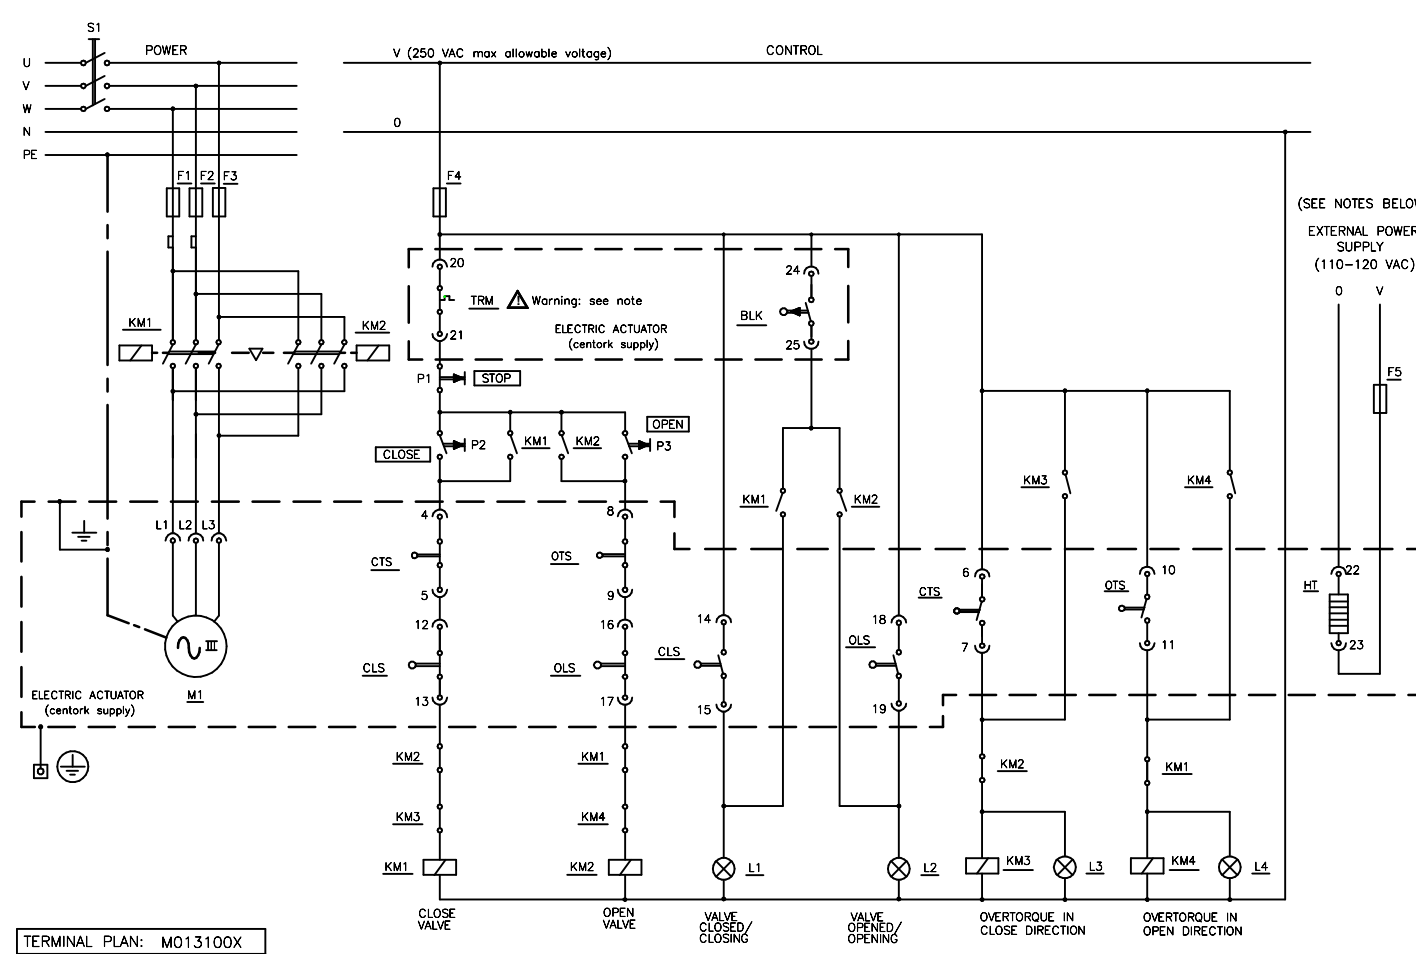 S1
POWER
V (250 VAC max allowable voltage)
CONTROL
U
V
W
N
O
PE
F1 F2 F3
F4
(SEE NOTES BELOW
EXTERNAL POWER
SUPPLY
(110-120 VAC)
O V
20
24
TRM
Warning: see note
BLK
KM1
KM2
ELECTRIC ACTUATOR
(centork supply)
21
25
P1
STOP
F5
OPEN
CLOSE
P2
KM1
KM2
P3
KM1
KM2
KM3
KM4
L1 L2 L3
4
8
CTS
OTS
6
10
22
CTS
OTS
HT
5
9
12
16
14
18
7
11
23
OLS
CLS
CLS
OLS
III
M1
ELECTRIC ACTUATOR
(centork supply)
13
17
15
19
KM2
KM1
KM2
KM1
KM3
KM4
KM1
KM2
L1
L2
KM3
L3
KM4
L4
CLOSE
VALVE
OPEN
VALVE
VALVE
CLOSED/
CLOSING
VALVE
OPENED/
OPENING
OVERTORQUE IN
CLOSE DIRECTION
OVERTORQUE IN
OPEN DIRECTION
TERMINAL PLAN: M013100X